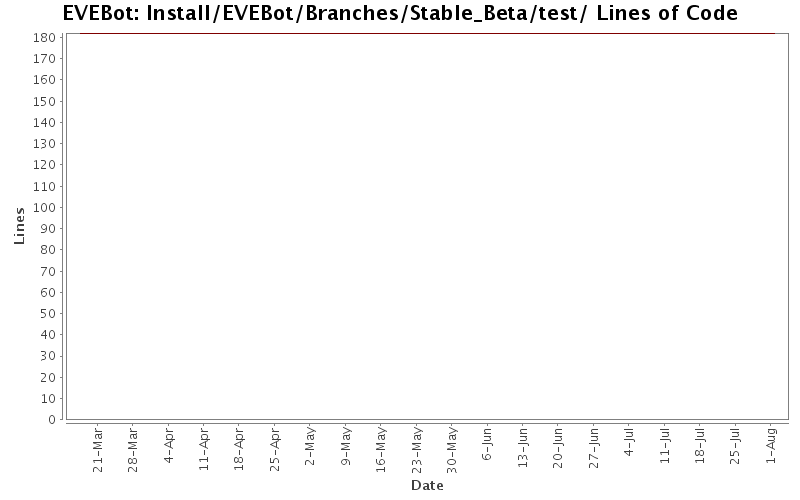 EVEBot: Install/EVEBot/Branches/Stable_Beta/test/ Lines of Code
180
170
160
150
140
130
120
110
100
90
80
70
60
50
40
30
20
10
0
Lines
21-Mar
28-Mar
4-Apr
11-Apr
18-Apr
25-Apr
2-May
9-May
16-May
23-May
30-May
6-Jun
13-Jun
20-Jun
27-Jun
4-Jul
11-Jul
18-Jul
25-Jul
1-Aug
Date